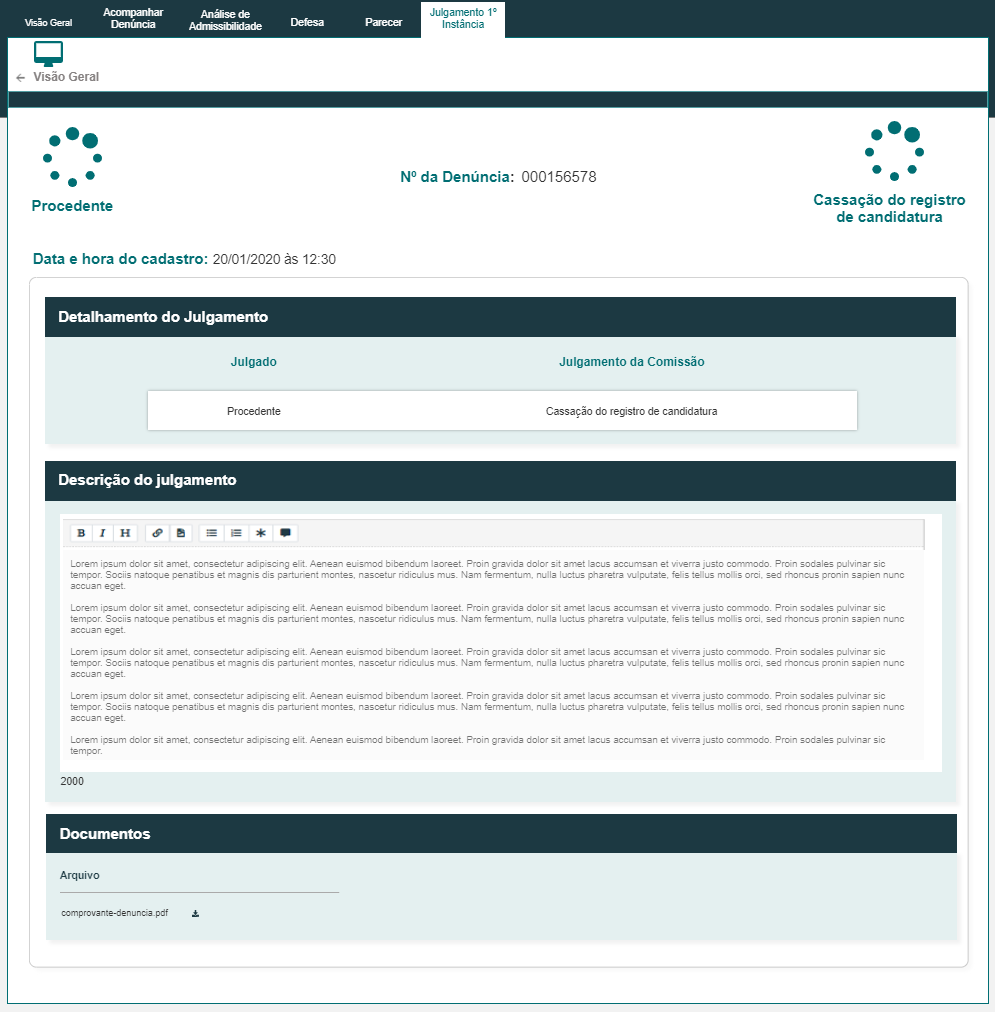 Visão Geral
Acompanhar
Denúncia
Análise de
Admissibilidade
Defesa
Parecer
Julgamento 1º
Instância
Visão Geral
Procedente
Nº da Denúncia: 000156578
Cassação do registro
de candidatura
Data e hora do cadastro: 20/01/2020 às 12:30
Detalhamento do Julgamento
Julgado
Julgamento da Comissão
Procedente
Cassação do registro de candidatura
Descrição do julgamento
B I H
Lorem ipsum dolor sit amet, consectetur adipiscing elit. Aenean euismod bibendum laoreet. Proin gravida dolor sit amet lacus accumsan et viverra justo commodo. Proin sodales pulvinar sic
tempor. Sociis natoque penatibus et magnis dis parturient montes, nascetur ridiculus mus. Nam fermentum, nulla luctus pharetra vulputate, felis tellus mollis orci, sed rhoncus pronin sapien nunc
accuan eget.
Lorem ipsum dolor sit amet, consectetur adipiscing elit. Aenean euismod bibendum laoreet. Proin gravida dolor sit amet lacus accumsan et viverra justo commodo. Proin sodales pulvinar sic
tempor. Sociis natoque penatibus et magnis dis parturient montes, nascetur ridiculus mus. Nam fermentum, nulla luctus pharetra vulputate, felis tellus mollis orci, sed rhoncus pronin sapien nunc
accuan eget.
Lorem ipsum dolor sit amet, consectetur adipiscing elit. Aenean euismod bibendum laoreet. Proin gravida dolor sit amet lacus accumsan et viverra justo commodo. Proin sodales pulvinar sic
tempor. Sociis natoque penatibus et magnis dis parturient montes, nascetur ridiculus mus. Nam fermentum, nulla luctus pharetra vulputate, felis tellus mollis orci, sed rhoncus pronin sapien nunc
accuan eget.
Lorem ipsum dolor sit amet, consectetur adipiscing elit. Aenean euismod bibendum laoreet. Proin gravida dolor sit amet lacus accumsan et viverra justo commodo. Proin sodales pulvinar sic
tempor. Sociis natoque penatibus et magnis dis parturient montes, nascetur ridiculus mus. Nam fermentum, nulla luctus pharetra vulputate, felis tellus mollis orci, sed rhoncus pronin sapien nunc
accuan eget.
Lorem ipsum dolor sit amet, consectetur adipiscing elit. Aenean euismod bibendum laoreet. Proin gravida dolor sit amet lacus accumsan et viverra justo commodo. Proin sodales pulvinar sic
tempor.
2000
Documentos
Arquivo
comprovante-denuncia.pdf